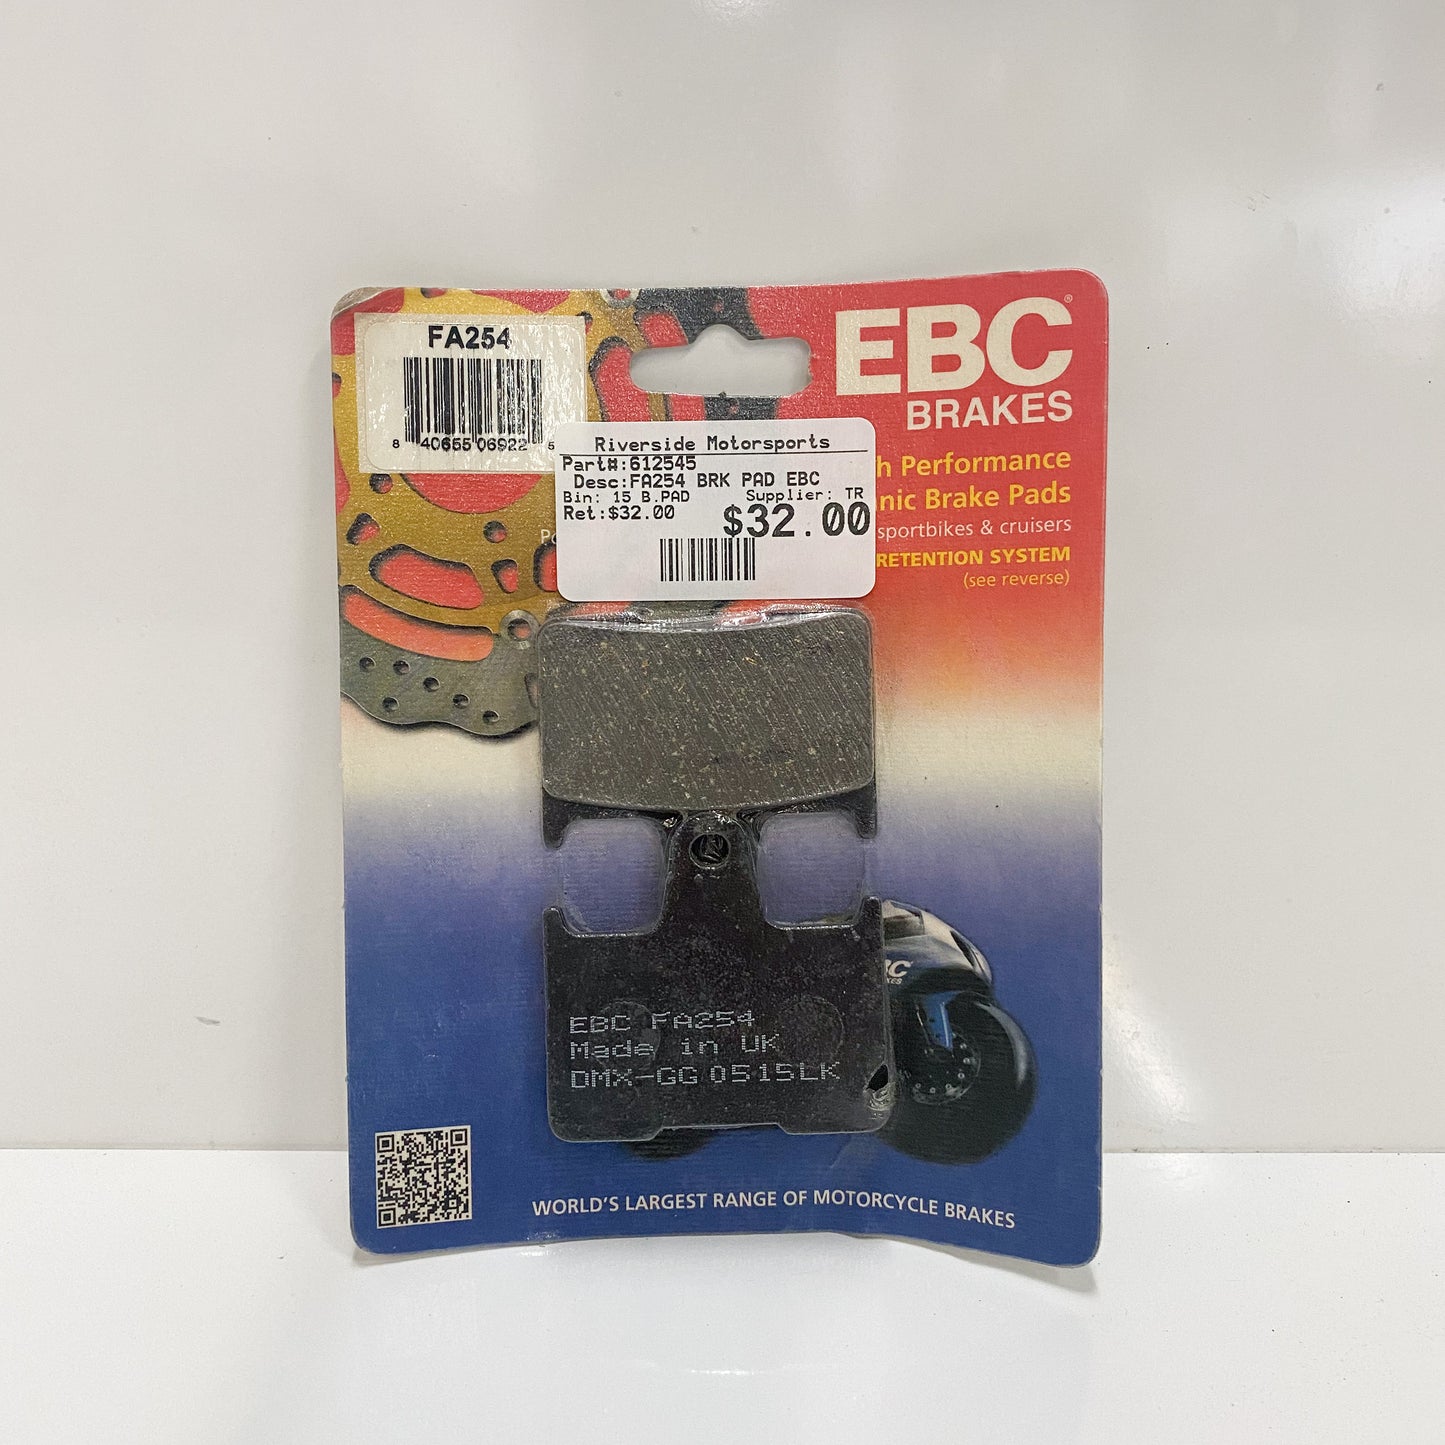 FA254
8 40655 06922 5
EBC®
BRAKES
Riverside Motorsports
Part#:612545
Desc:FA254 BRK PAD EBC
Bin: 15 B.PAD Supplier: TR
Ret:$32.00 $32.00
h Performance
nic Brake Pads
sportbikes & cruisers
RETENTION SYSTEM
(see reverse)
EBC FA254
Made in UK
DMX-GG 0515LK
WORLD'S LARGEST RANGE OF MOTORCYCLE BRAKES